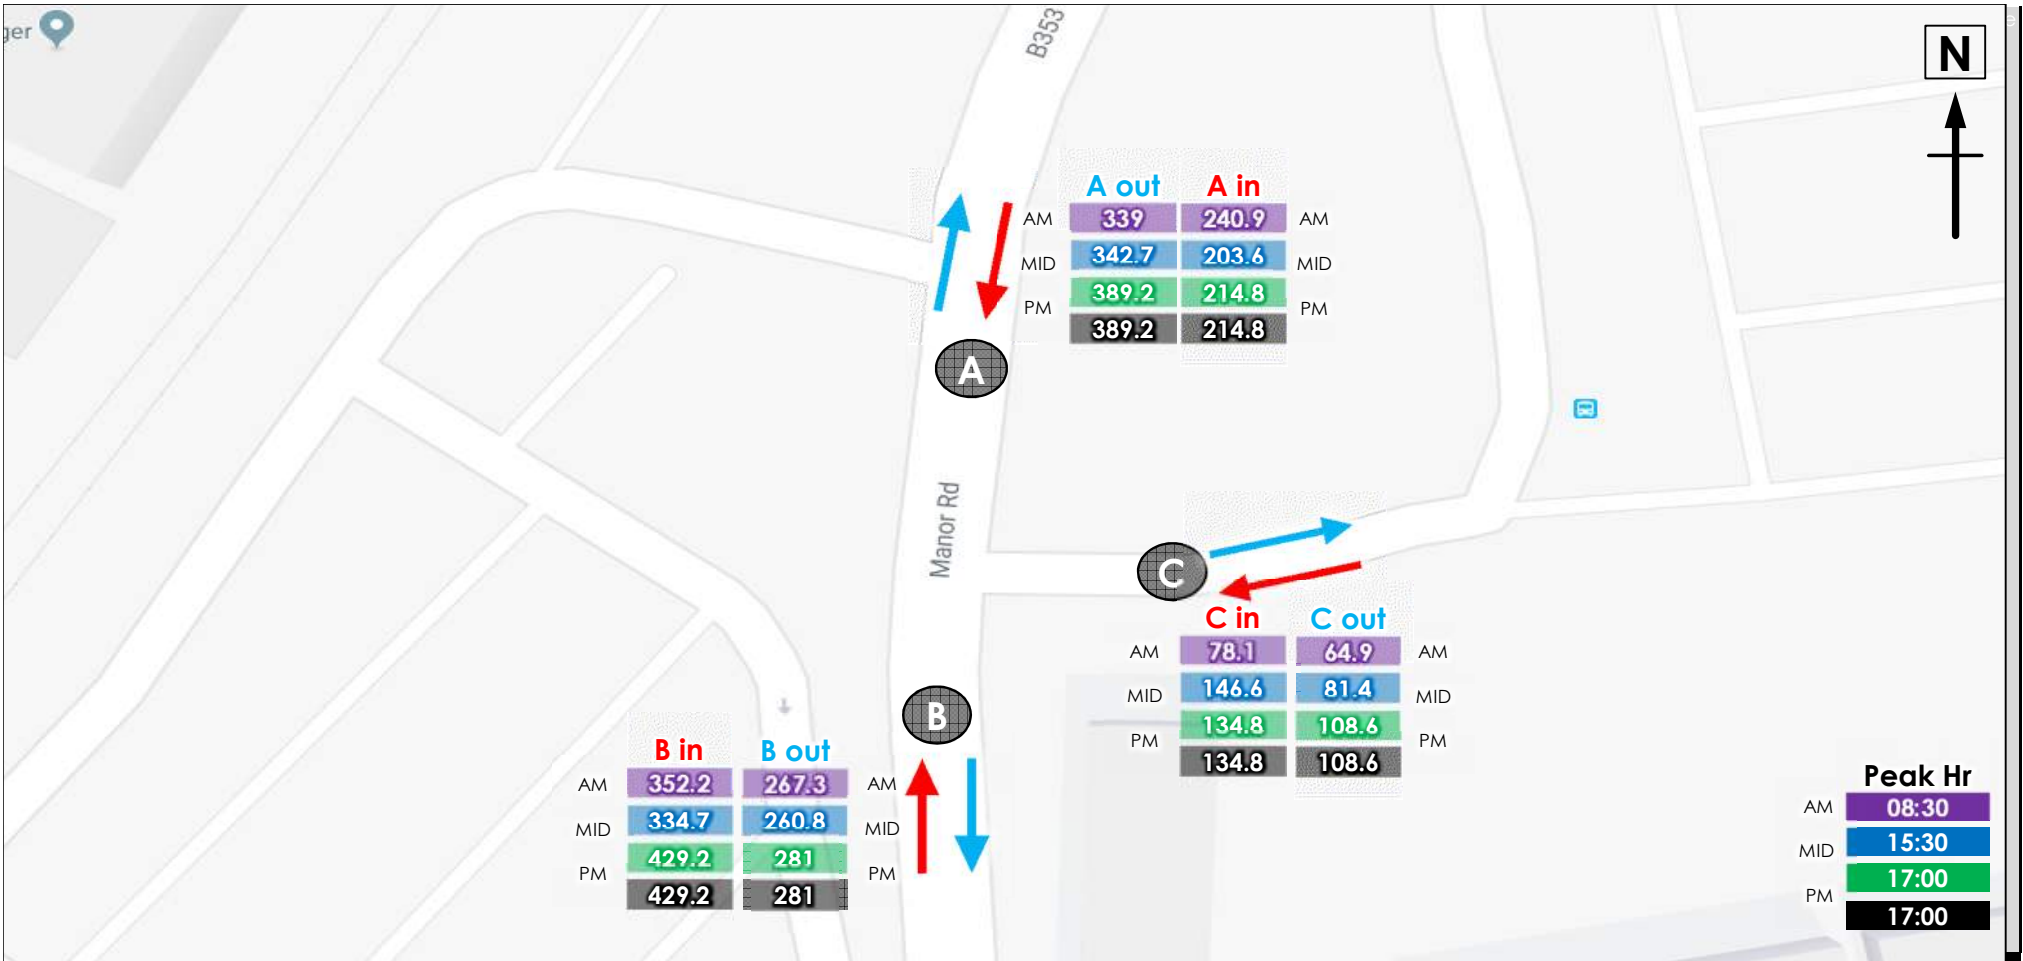 ger
B353
N
A out A in
AM 339 240.9 AM
MID 342.7 203.6 MID
PM 389.2 214.8 PM
389.2 214.8
A
Manor Rd
C
C in C out
AM 78.1 64.9 AM
MID 146.6 81.4 MID
PM 134.8 108.6 PM
134.8 108.6
B
B in B out
AM 352.2 267.3 AM
MID 334.7 260.8 MID
PM 429.2 281 PM
429.2 281
Peak Hr
AM 08:30
MID 15:30
PM 17:00
17:00